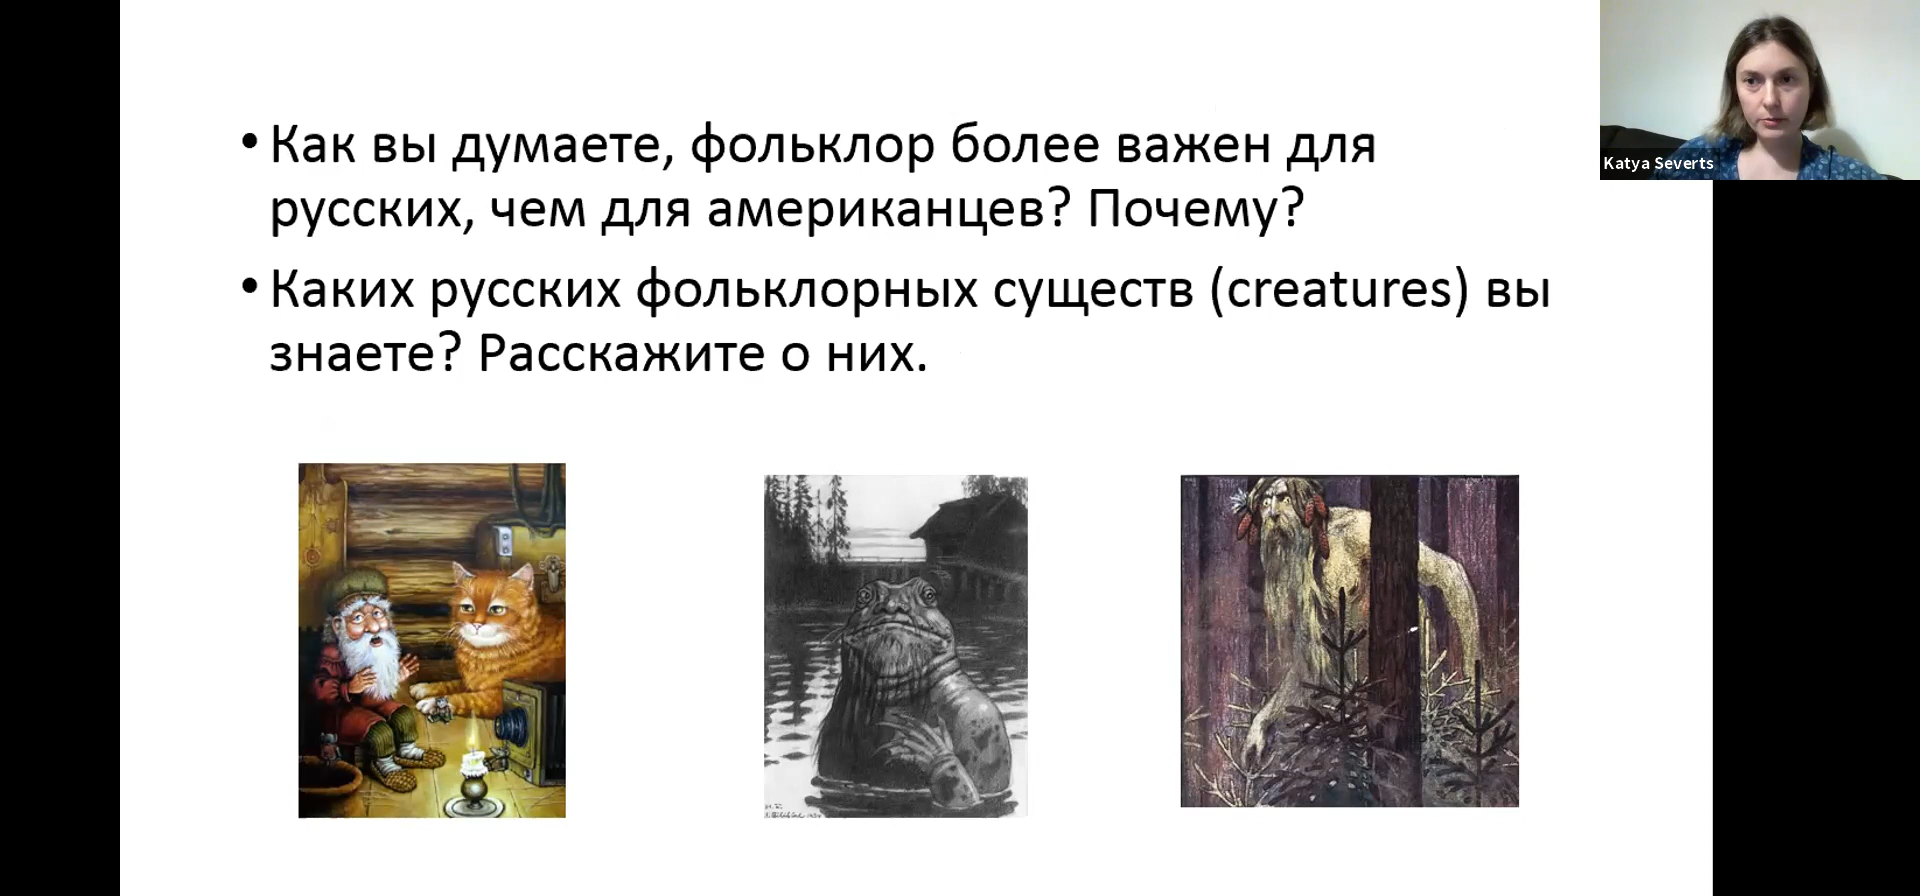 • Как вы думаете, фольклор более важен для
русских, чем для американцев? Почему?
• Каких русских фольклорных существ (creatures) вы
знаете? Расскажите о них.
Katya Severts